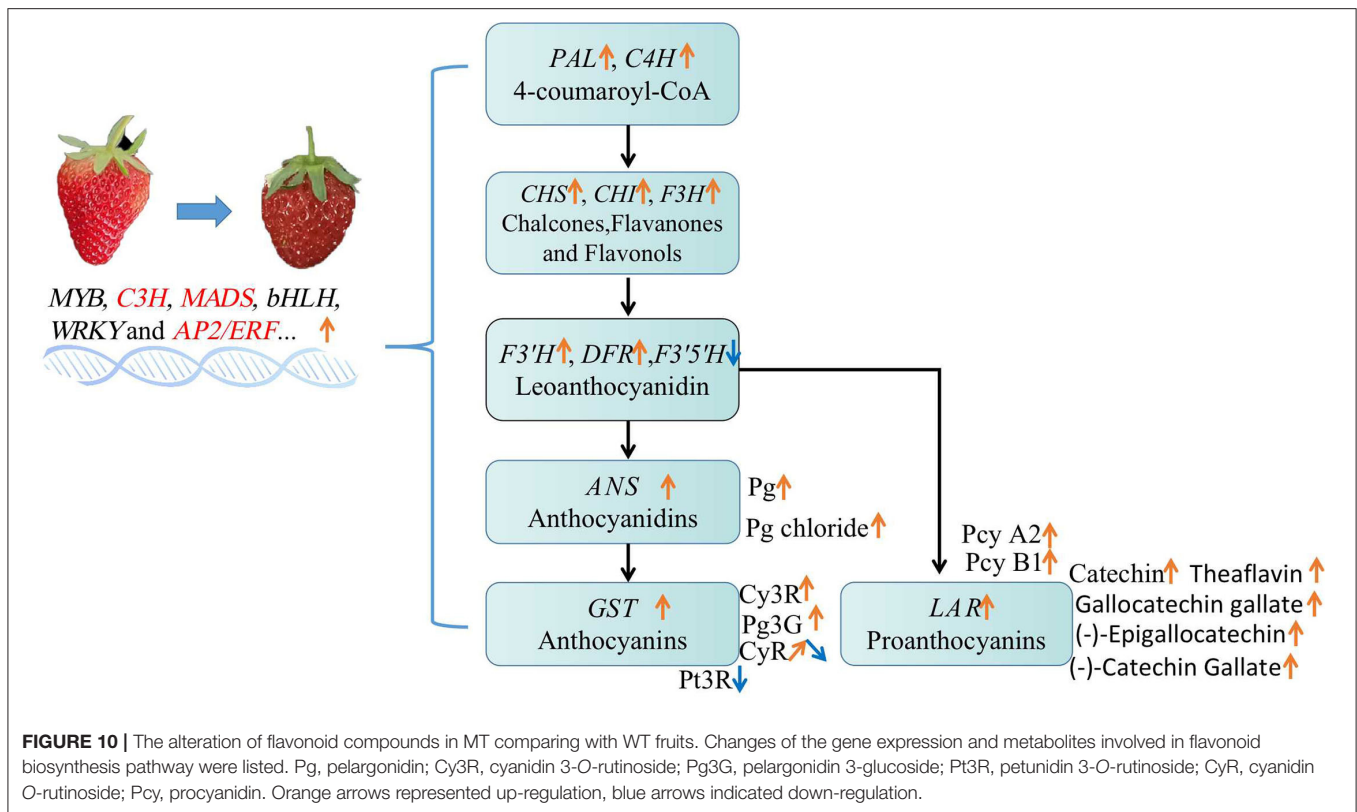 PAL↑, C4H↑
4-coumaroyl-CoA
CHS↑, CHI↑, F3H↑
Chalcones,Flavanones
and Flavonols
MYB, C3H, MADS, bHLH,
WRKY and AP2/ERF... ↑
F3'H↑, DFR↑,F3'5'H↓
Leoanthocyanidin
ANS ↑
Anthocyanidins
Pg↑
Pg chloride↑
GST ↑
Anthocyanins
Cy3R↑
Pg3G↑
CyR↗↘
Pt3R↓
Pcy A2↑
Pcy B1↑
LAR↑
Proanthocyanins
Catechin↑ Theaflavin↑
Gallocatechin gallate↑
(-)-Epigallocatechin↑
(-)-Catechin Gallate↑
FIGURE 10 | The alteration of flavonoid compounds in MT comparing with WT fruits. Changes of the gene expression and metabolites involved in flavonoid
biosynthesis pathway were listed. Pg, pelargonidin; Cy3R, cyanidin 3-O-rutinoside; Pg3G, pelargonidin 3-glucoside; Pt3R, petunidin 3-O-rutinoside; CyR, cyanidin
O-rutinoside; Pcy, procyanidin. Orange arrows represented up-regulation, blue arrows indicated down-regulation.